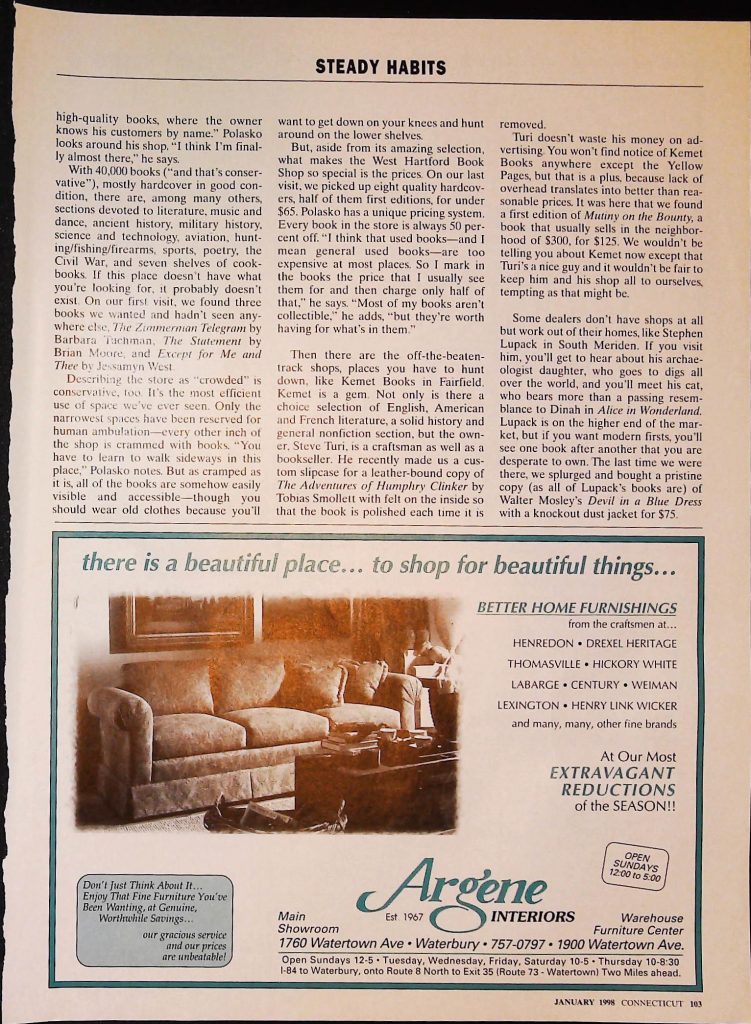 STEADY HABITS
high-quality books, where the owner
knows his customers by name." Polasko
looks around his shop. "I think I'm final-
ly almost there," he says.
With 40,000 books ("and that's conser-
vative"), mostly hardcover in good con-
dition, there are, among many others,
sections devoted to literature, music and
dance, ancient history, military history,
science and technology, aviation, hunt-
ing/fishing/firearms, sports, poetry, the
Civil War, and seven shelves of cook-
books. If this place doesn't have what
you're looking for, it probably doesn't
exist. On our first visit, we found three
books we wanted and hadn't seen any-
where else, The Zimmerman Telegram by
Barbara Tuchman, The Statement by
Brian Moore, and Except for Me and
Thee by Jessamyn West.
Describing the store as "crowded" is
conservative, too. It's the most efficient
use of space we've ever seen. Only the
narrowest spaces have been reserved for
human ambulation—every other inch of
the shop is crammed with books. "You
have to learn to walk sideways in this
place," Polasko notes. But as cramped as
it is, all of the books are somehow easily
visible and accessible—though you
should wear old clothes because you'll
want to get down on your knees and hunt
around on the lower shelves.
But, aside from its amazing selection,
what makes the West Hartford Book
Shop so special is the prices. On our last
visit, we picked up eight quality hardcov-
ers, half of them first editions, for under
$65. Polasko has a unique pricing system.
Every book in the store is always 50 per-
cent off. "I think that used books—and I
mean general used books—are too
expensive at most places. So I mark in
the books the price that I usually see
them for and then charge only half of
that," he says. "Most of my books aren't
collectible," he adds, "but they're worth
having for what's in them."
Then there are the off-the-beaten-
track shops, places you have to hunt
down, like Kemet Books in Fairfield.
Kemet is a gem. Not only is there a
choice selection of English, American
and French literature, a solid history and
general nonfiction section, but the own-
er, Steve Turi, is a craftsman as well as a
bookseller. He recently made us a cus-
tom slipcase for a leather-bound copy of
The Adventures of Humphry Clinker by
Tobias Smollett with felt on the inside so
that the book is polished each time it is
removed.
Turi doesn't waste his money on ad-
vertising. You won't find notice of Kemet
Books anywhere except the Yellow
Pages, but that is a plus, because lack of
overhead translates into better than rea-
sonable prices. It was here that we found
a first edition of Mutiny on the Bounty, a
book that usually sells in the neighbor-
hood of $300, for $125. We wouldn't be
telling you about Kemet now except that
Turi's a nice guy and it wouldn't be fair to
keep him and his shop all to ourselves,
tempting as that might be.
Some dealers don't have shops at all
but work out of their homes, like Stephen
Lupack in South Meriden. If you visit
him, you'll get to hear about his archae-
ologist daughter, who goes to digs all
over the world, and you'll meet his cat,
who bears more than a passing resem-
blance to Dinah in Alice in Wonderland.
Lupack is on the higher end of the mar-
ket, but if you want modern firsts, you'll
see one book after another that you are
desperate to own. The last time we were
there, we splurged and bought a pristine
copy (as all of Lupack's books are) of
Walter Mosley's Devil in a Blue Dress
with a knockout dust jacket for $75.
there is a beautiful place... to shop for beautiful things...
BETTER HOME FURNISHINGS
from the craftsmen at...
HENREDON • DREXEL HERITAGE
THOMASVILLE • HICKORY WHITE
LABARGE • CENTURY • WEIMAN
LEXINGTON • HENRY LINK WICKER
and many, many, other fine brands
At Our Most
EXTRAVAGANT
REDUCTIONS
of the SEASON!!
OPEN
SUNDAYS
12:00 to 5:00
Don't Just Think About It...
Enjoy That Fine Furniture You've
Been Wanting, at Genuine,
Worthwhile Savings...
our gracious service
and our prices
are unbeatable!
Argene
Est 1967 INTERIORS
Main
Showroom
Warehouse
Furniture Center
1760 Watertown Ave • Waterbury • 757-0797 • 1900 Watertown Ave.
Open Sundays 12-5 • Tuesday, Wednesday, Friday, Saturday 10-5 • Thursday 10-8:30
I-84 to Waterbury, onto Route 8 North to Exit 35 (Route 73 - Watertown) Two Miles ahead.
JANUARY 1998 CONNECTICUT 103